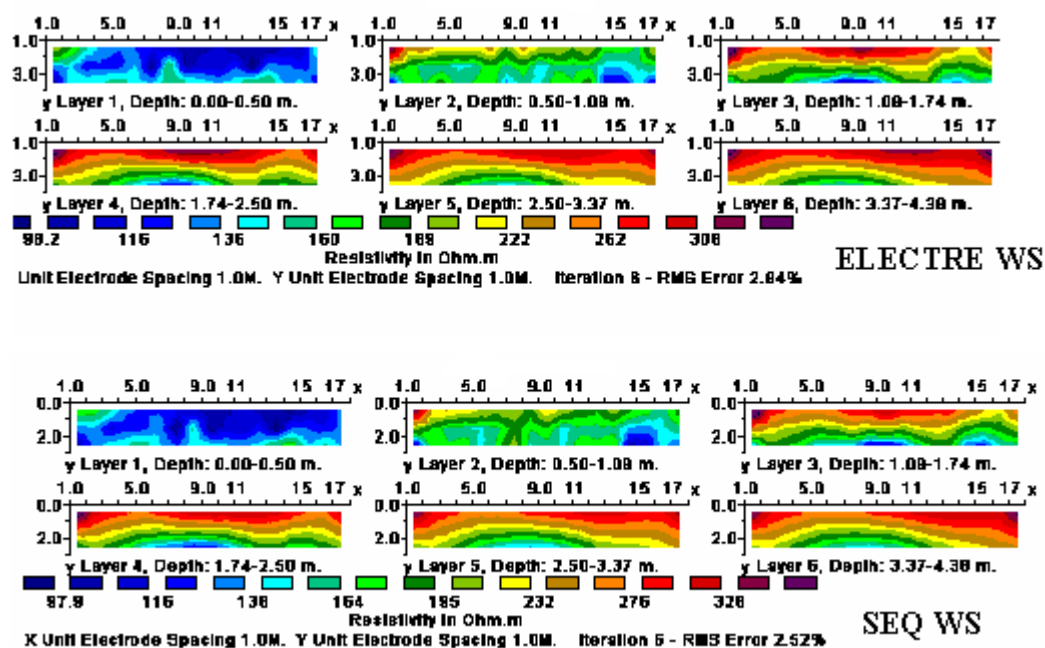 1.0 5.0 9.0 11 15 17 x 1.0 5.0 9.0 11 15 17 x 1.0 5.0 9.0 11 15 17
1.0 1.0 1.0
3.0 3.0 3.0
y Layer 1, Depth: 0.00-0.50 m. y Layer 2, Depth: 0.50-1.08 m. y Layer 3, Depth: 1.08-1.74 m.
1.0 5.0 9.0 11 15 17 x 1.0 5.0 9.0 11 15 17 x 1.0 5.0 9.0 11 15 17
1.0 1.0 1.0
3.0 3.0 3.0
y Layer 4, Depth: 1.74-2.50 m. y Layer 5, Depth: 2.50-3.37 m. y Layer 6, Depth: 3.37-4.38 m.
116 136 160 222 262
Resistivity in Ohm.m
ELECTRE WS
Unit Electrode Spacing 1.0M. Y Unit Electrode Spacing 1.0M. Iteration 6 - RMS Error 2.84%
1.0 5.0 9.0 11 15 17 x 1.0 5.0 9.0 11 15 17 x 1.0 5.0 9.0 11 15 17 x
0.0 0.0 0.0
2.0 2.0 2.0
y Layer 1, Depth: 0.00-0.50 m. y Layer 2, Depth: 0.50-1.08 m. y Layer 3, Depth: 1.08-1.74 m.
1.0 5.0 9.0 11 15 17 x 1.0 5.0 9.0 11 15 17 x 1.0 5.0 9.0 11 15 17 x
0.0 0.0 0.0
2.0 2.0 2.0
y Layer 4, Depth: 1.74-2.50 m. y Layer 5, Depth: 2.50-3.37 m. y Layer 6, Depth: 3.37-4.38 m.
116 138 164 195 232 276
Resistivity in Ohm.m
SEQ WS
X Unit Electrode Spacing 1.0M. Y Unit Electrode Spacing 1.0M. Iteration 5 - RMS Error 2.52%